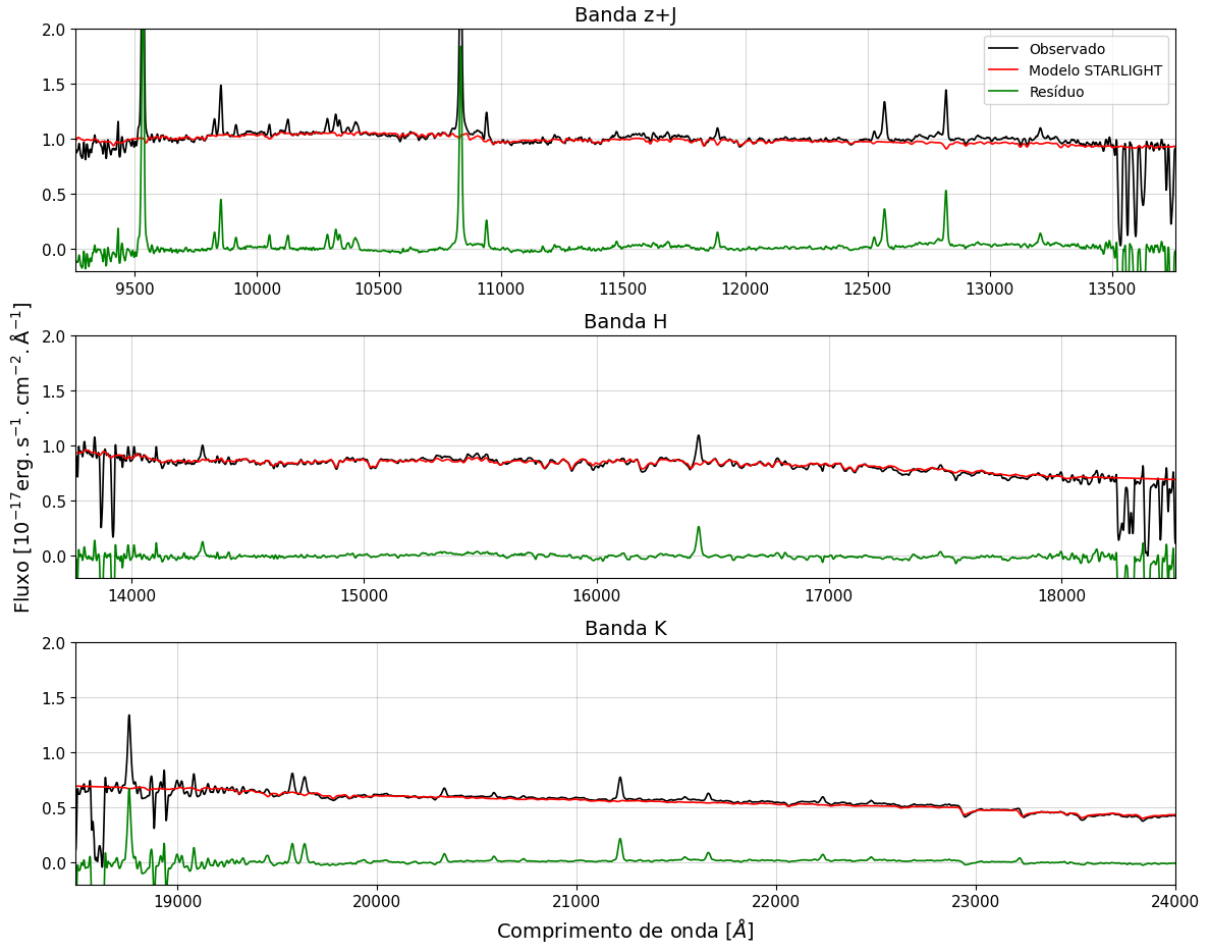 Banda z+J
2.0
1.5
1.0
0.5
0.0
Observado
Modelo STARLIGHT
Resíduo
9500 10000 10500 11000 11500 12000 12500 13000 13500
Banda H
2.0
1.5
1.0
0.5
0.0
14000 15000 16000 17000 18000
Fluxo [10⁻¹⁷erg.s⁻¹.cm⁻².Å⁻¹]
Banda K
2.0
1.5
1.0
0.5
0.0
19000 20000 21000 22000 23000 24000
Comprimento de onda [Å]